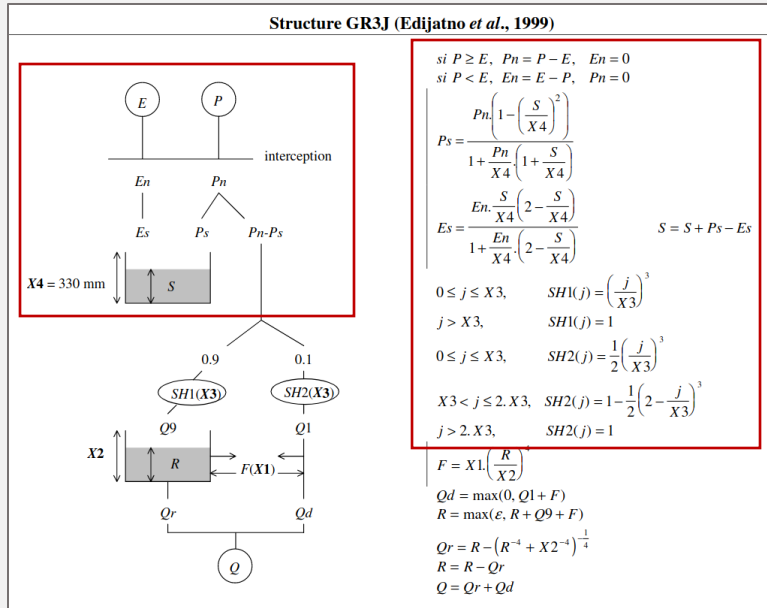 Structure GR3J (Edijatno et al., 1999)
E
P
interception
En
Pn
Es
Ps
Pn-Ps
X4 = 330 mm
S
0.9
0.1
SH1(X3)
SH2(X3)
Q9
Q1
X2
R
F(X1)
Qr
Qd
Q
si P ≥ E, Pn = P − E, En = 0
si P < E, En = E − P, Pn = 0
Ps = Pn.(1 − (S/X4)²) / (1 + Pn/X4.(1 + S/X4))
Es = En.S/X4(2 − S/X4) / (1 + En/X4.(2 − S/X4)) S = S + Ps − Es
0 ≤ j ≤ X3, SH1(j) = (j/X3)³
j > X3, SH1(j) = 1
0 ≤ j ≤ X3, SH2(j) = 1/2(j/X3)³
X3 < j ≤ 2.X3, SH2(j) = 1 − 1/2(2 − j/X3)³
j > 2.X3, SH2(j) = 1
F = X1.(R/X2)
Qd = max(0, Q1 + F)
R = max(ε, R + Q9 + F)
Qr = R − (R⁻⁴ + X2⁻⁴)^(−1/4)
R = R − Qr
Q = Qr + Qd